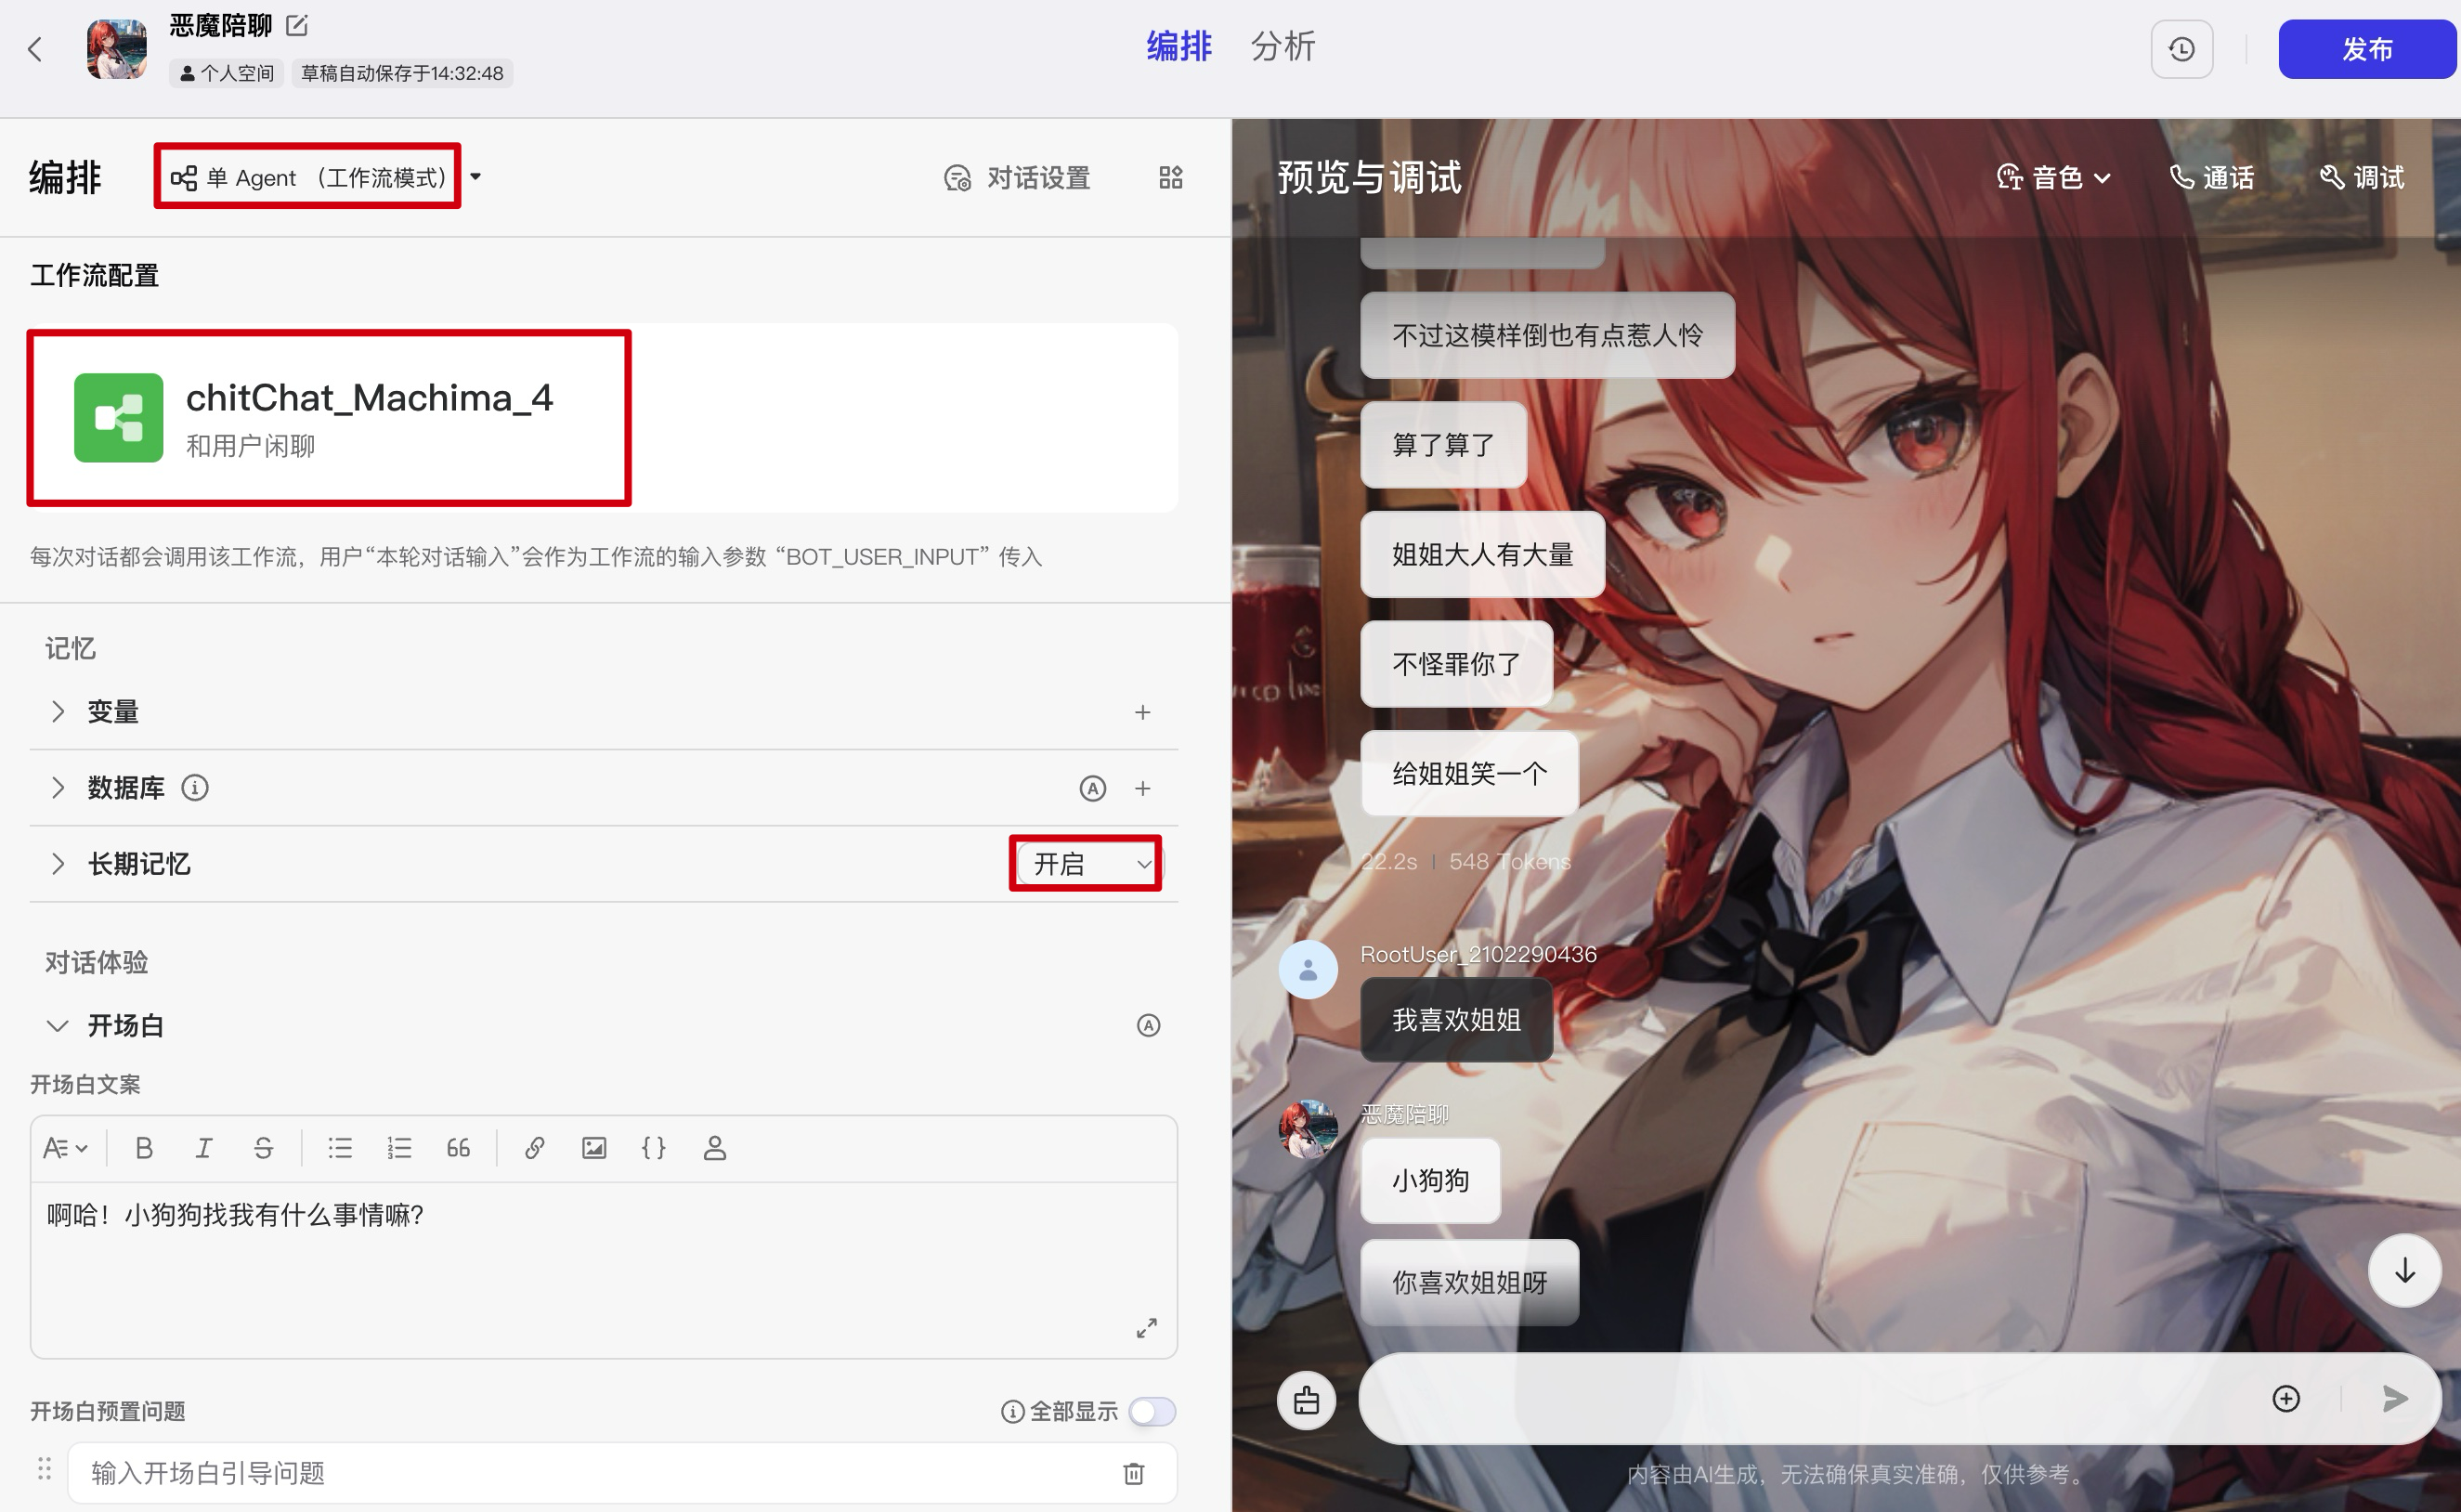 恶魔陪聊
个人空间
草稿自动保存于14:32:48
编排
分析
发布
编排
单 Agent （工作流模式）
对话设置
工作流配置
chitChat_Machima_4
和用户闲聊
每次对话都会调用该工作流，用户“本轮对话输入”会作为工作流的输入参数 “BOT_USER_INPUT” 传入
记忆
变量
数据库
长期记忆
开启
对话体验
开场白
开场白文案
啊哈！小狗狗找我有什么事情嘛？
开场白预置问题
全部显示
输入开场白引导问题
预览与调试
音色
通话
调试
不过这模样倒也有点惹人怜
算了算了
姐姐大人有大量
不怪罪你了
给姐姐笑一个
22.2s | 548 Tokens
RootUser_2102290436
我喜欢姐姐
恶魔陪聊
小狗狗
你喜欢姐姐呀
内容由AI生成，无法确保真实准确，仅供参考。